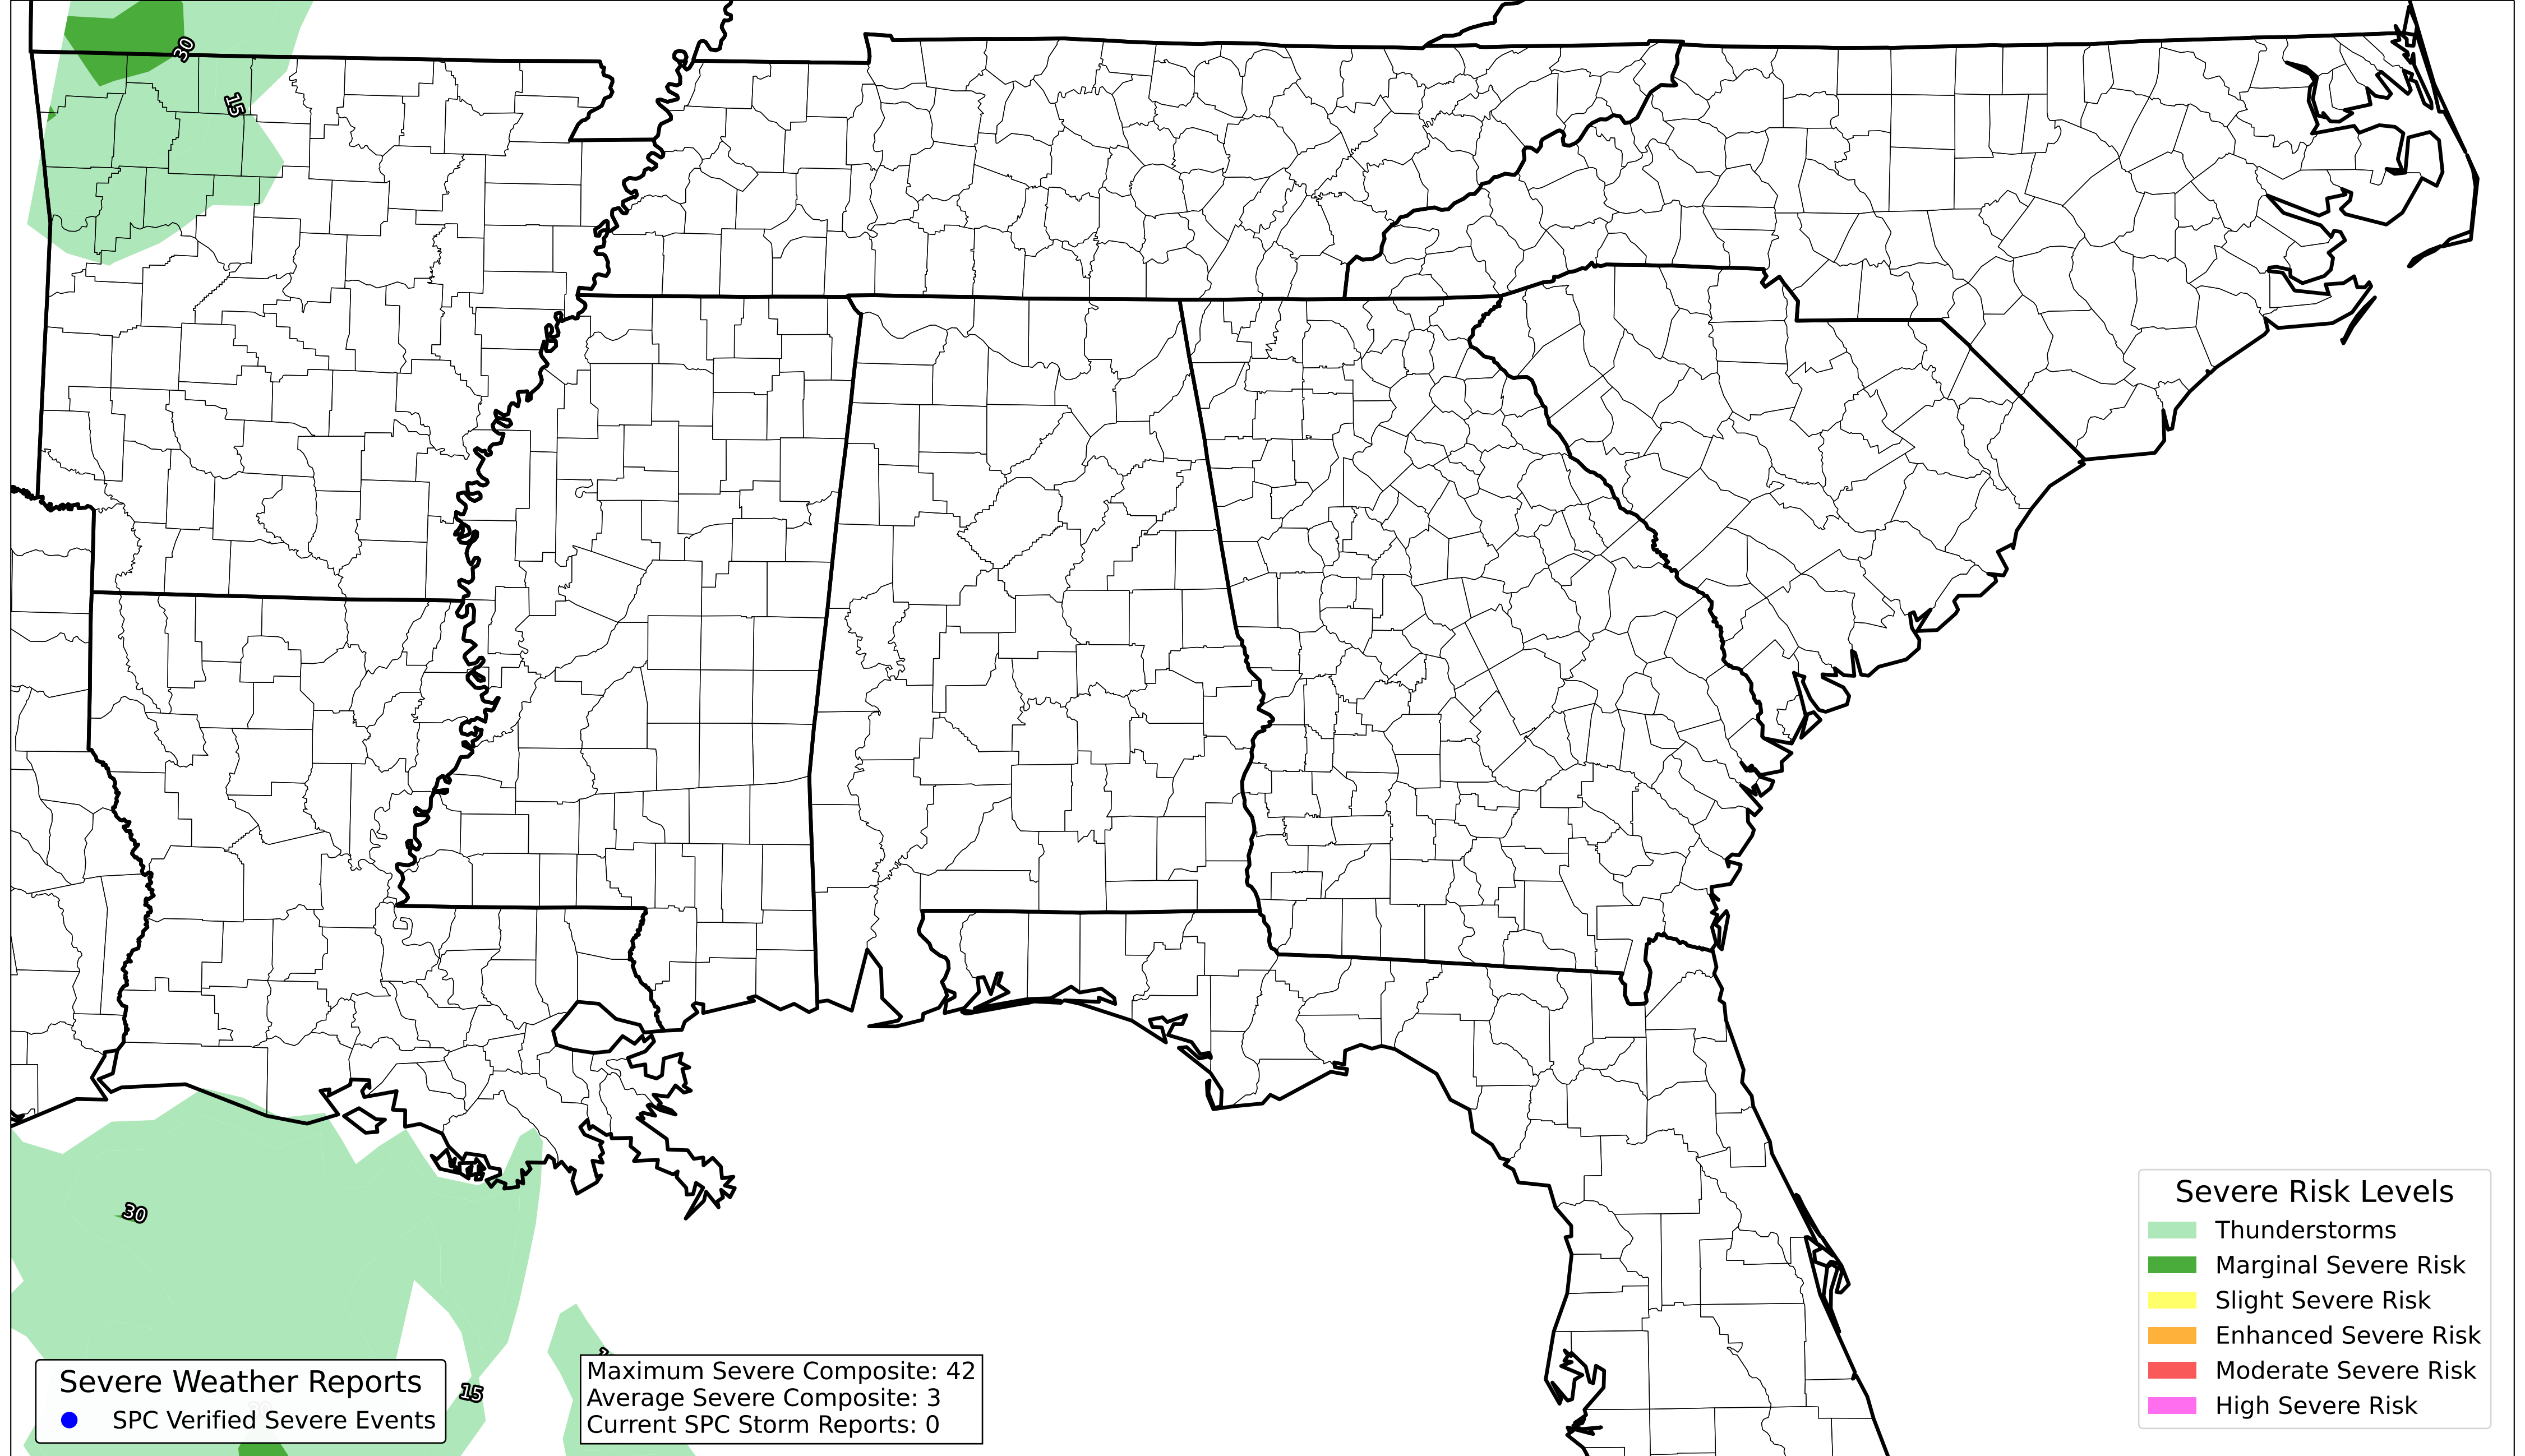 30
15
30
15
Severe Weather Reports
SPC Verified Severe Events
Maximum Severe Composite: 42
Average Severe Composite: 3
Current SPC Storm Reports: 0
Severe Risk Levels
Thunderstorms
Marginal Severe Risk
Slight Severe Risk
Enhanced Severe Risk
Moderate Severe Risk
High Severe Risk